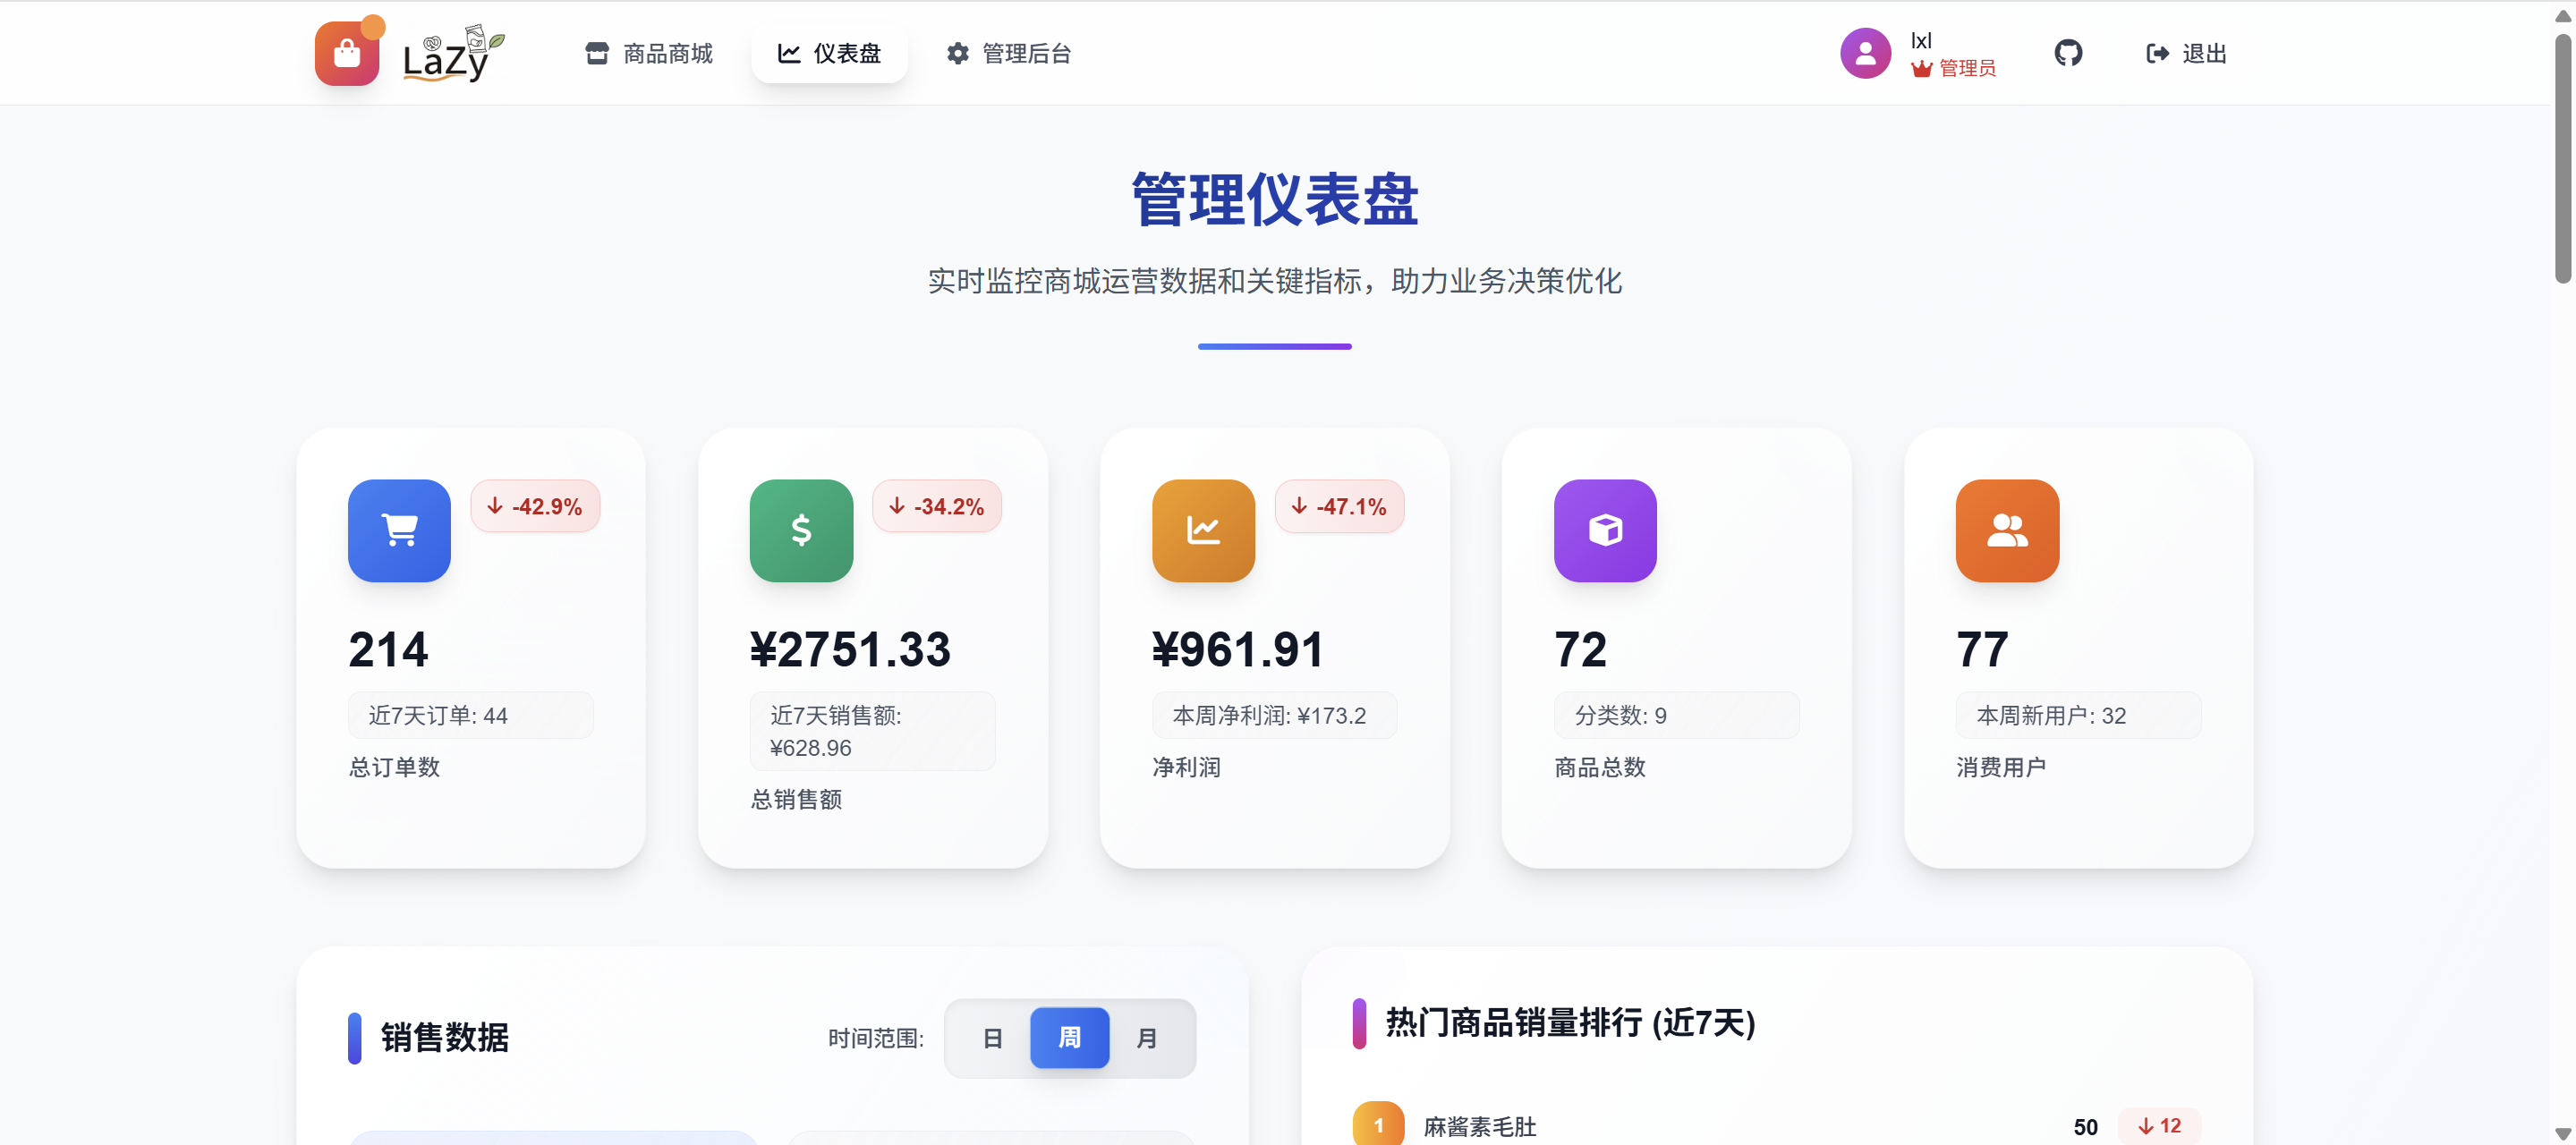 LaZy
商品商城
仪表盘
管理后台
lxl
管理员
退出
管理仪表盘
实时监控商城运营数据和关键指标，助力业务决策优化
-42.9%
214
近7天订单: 44
总订单数
-34.2%
¥2751.33
近7天销售额:
¥628.96
总销售额
-47.1%
¥961.91
本周净利润: ¥173.2
净利润
72
分类数: 9
商品总数
77
本周新用户: 32
消费用户
销售数据
时间范围:
日
周
月
热门商品销量排行 (近7天)
1
麻酱素毛肚
50
12